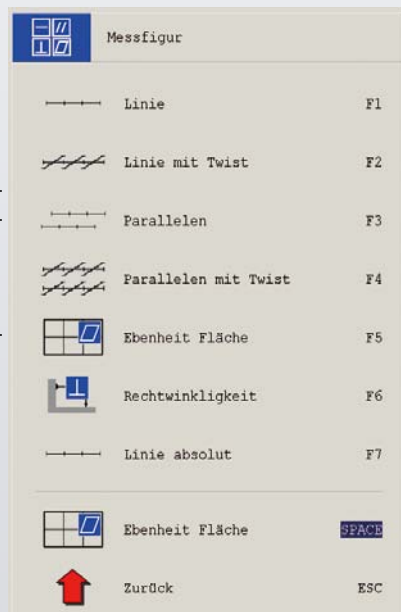 Messfigur
Linie F1
Linie mit Twist F2
Parallelen F3
Parallelen mit Twist F4
Ebenheit Fläche F5
Rechtwinkligkeit F6
Linie absolut F7
Ebenheit Fläche SPACE
Zurück ESC